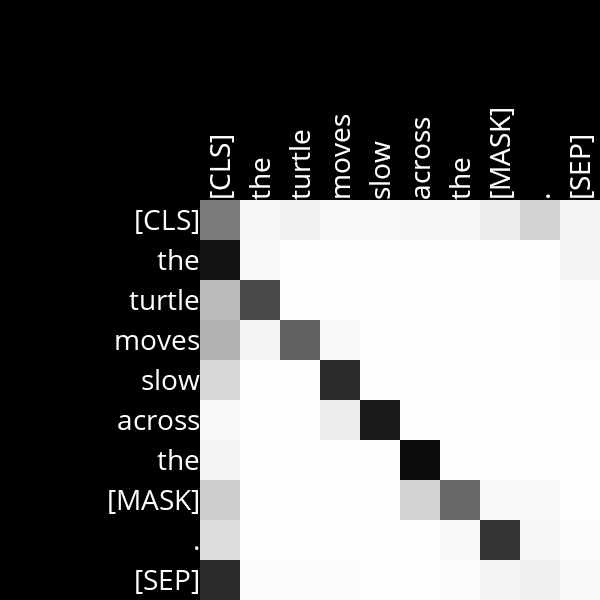 [CLS] the turtle moves slow across the [MASK] . [SEP]
[CLS]
the
turtle
moves
slow
across
the
[MASK]
.
[SEP]